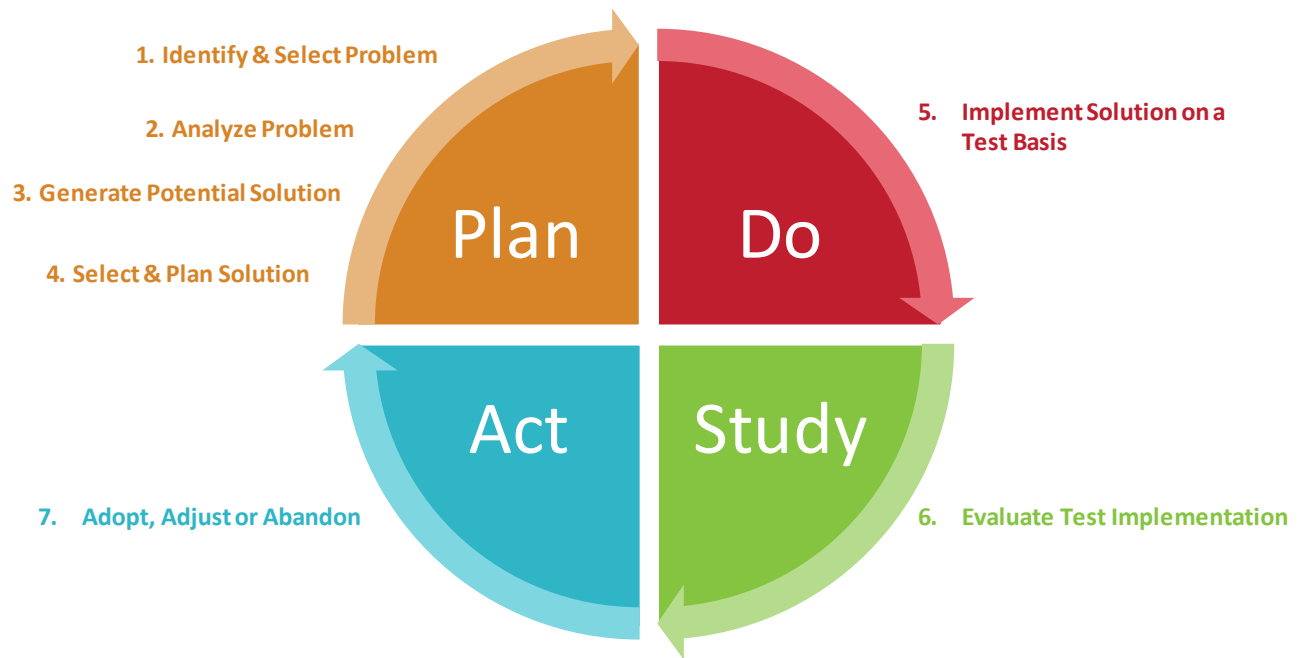 1. Identify & Select Problem
2. Analyze Problem
3. Generate Potential Solution
4. Select & Plan Solution
Plan
Do
5. Implement Solution on a
Test Basis
Act
Study
7. Adopt, Adjust or Abandon
6. Evaluate Test Implementation